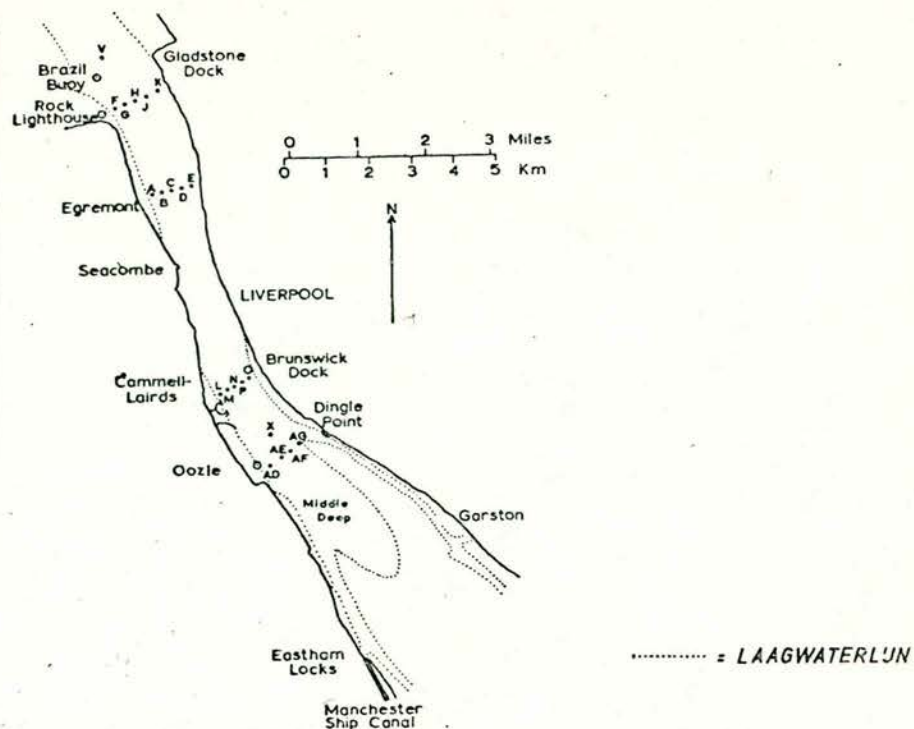 V
Gladstone
Dock
Brazil
Buoy
K
H
F
J
G
Rock
Lighthouse
0 1 2 3 Miles
0 1 2 3 4 5 Km
A C E
B D
Egremont
N
Seacombe
LIVERPOOL
Brunswick
Dock
Cammell-
Lairds
L N
M P
Dingle
Point
X
AG
AE
AF
AD
Oozle
Middle
Deep
Garston
Eastham
Locks
= LAAGWATERLIJN
Manchester
Ship Canal